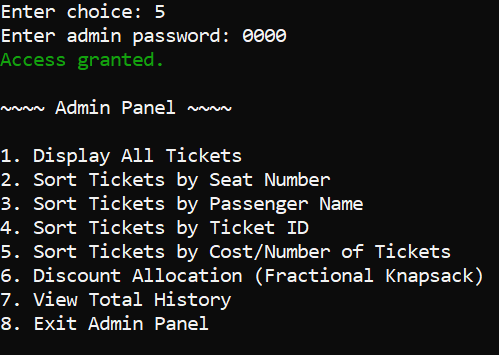 Enter choice: 5
Enter admin password: 0000
Access granted.
~~~~ Admin Panel ~~~~
1. Display All Tickets
2. Sort Tickets by Seat Number
3. Sort Tickets by Passenger Name
4. Sort Tickets by Ticket ID
5. Sort Tickets by Cost/Number of Tickets
6. Discount Allocation (Fractional Knapsack)
7. View Total History
8. Exit Admin Panel